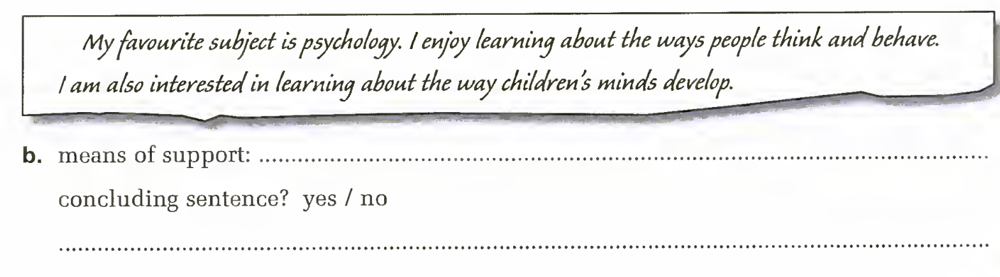 My favourite subject is psychology. I enjoy learning about the ways people think and behave.
I am also interested in learning about the way children's minds develop.
b. means of support: ........................................................................................................
concluding sentence? yes / no
........................................................................................................................................